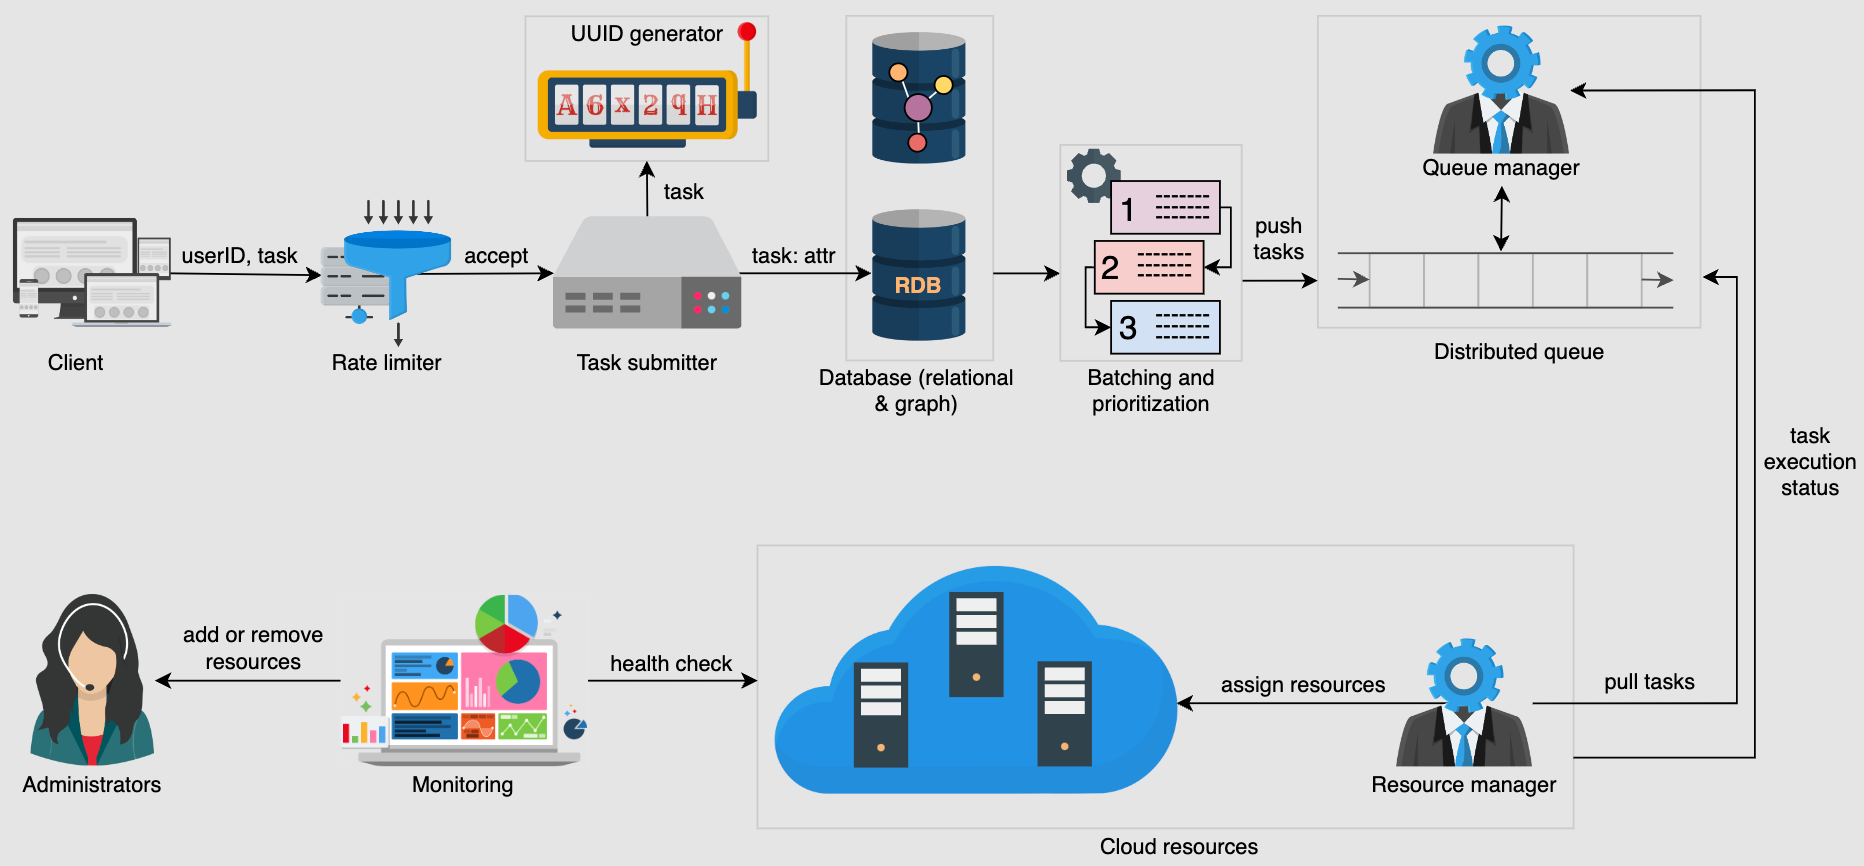 UUID generator
A 6 x 2 9 H
task
userID, task
accept
task: attr
RDB
1
2
3
push
tasks
Queue manager
Client
Rate limiter
Task submitter
Database (relational
& graph)
Batching and
prioritization
Distributed queue
task
execution
status
add or remove
resources
health check
assign resources
pull tasks
Administrators
Monitoring
Resource manager
Cloud resources